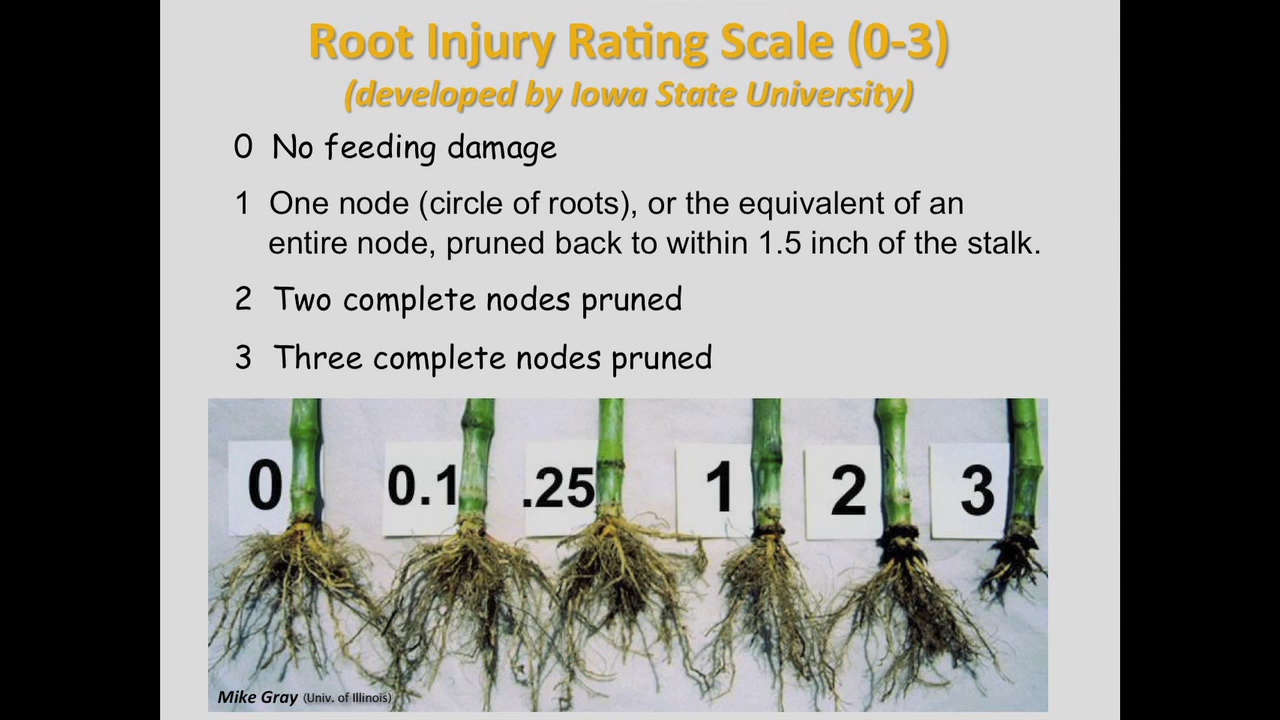 Root Injury Rating Scale (0-3)
(developed by Iowa State University)
0 No feeding damage
1 One node (circle of roots), or the equivalent of an
entire node, pruned back to within 1.5 inch of the stalk.
2 Two complete nodes pruned
3 Three complete nodes pruned
0 0.1 .25 1 2 3
Mike Gray (Univ. of Illinois)